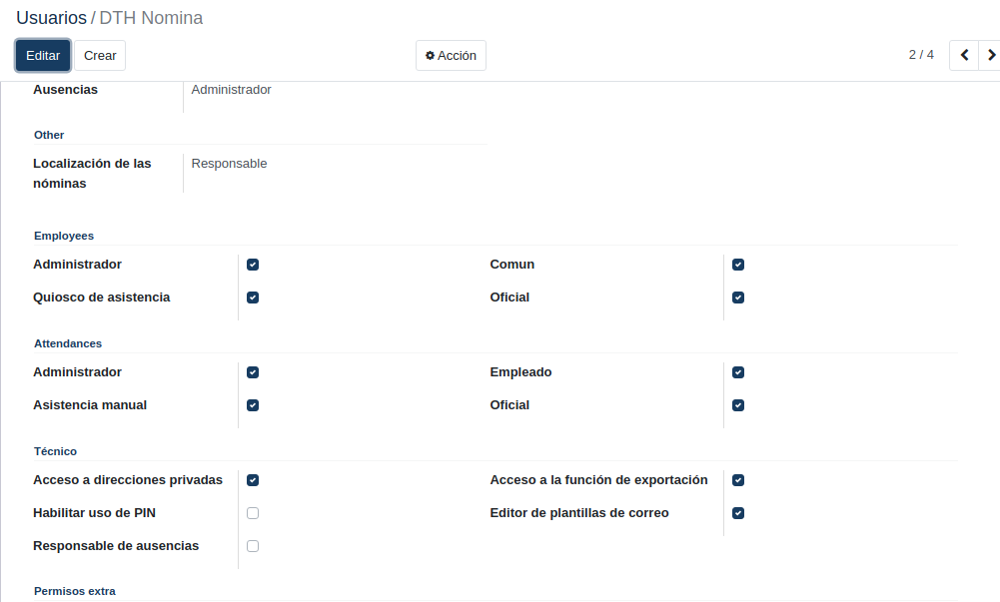 Usuarios / DTH Nomina
Editar Crear Acción 2 / 4
Ausencias Administrador
Other
Localización de las Responsable
nóminas
Employees
Administrador Comun
Quiosco de asistencia Oficial
Attendances
Administrador Empleado
Asistencia manual Oficial
Técnico
Acceso a direcciones privadas Acceso a la función de exportación
Habilitar uso de PIN Editor de plantillas de correo
Responsable de ausencias
Permisos extra